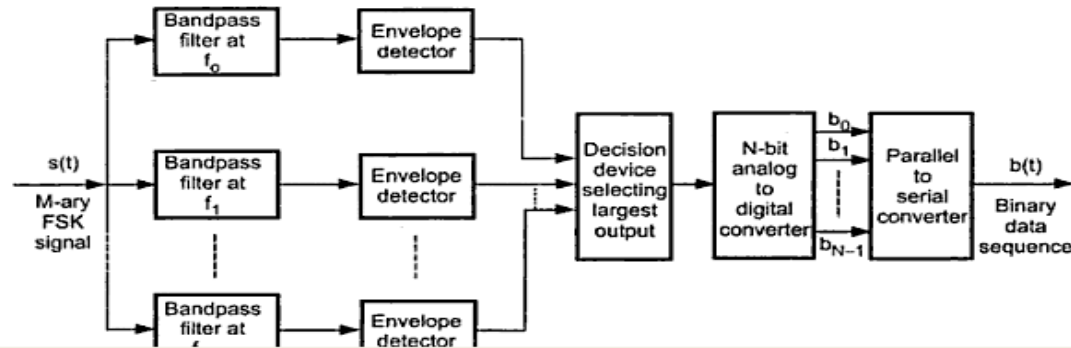 Bandpass
filter at
f₀
Envelope
detector
s(t)
M-ary
FSK
signal
Bandpass
filter at
f₁
Envelope
detector
Decision
device
selecting
largest
output
N-bit
analog
to
digital
converter
b₀
b₁
b_N–1
Parallel
to
serial
converter
b(t)
Binary
data
sequence
Bandpass
filter at
Envelope
detector